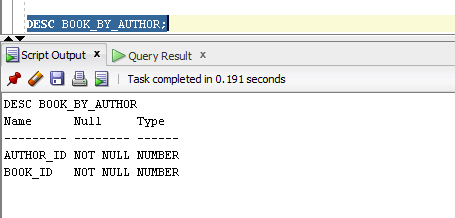 DESC BOOK_BY_AUTHOR;
Script Output x Query Result x
Task completed in 0.191 seconds
DESC BOOK_BY_AUTHOR
Name      Null     Type
--------- -------- ------
AUTHOR_ID NOT NULL NUMBER
BOOK_ID   NOT NULL NUMBER